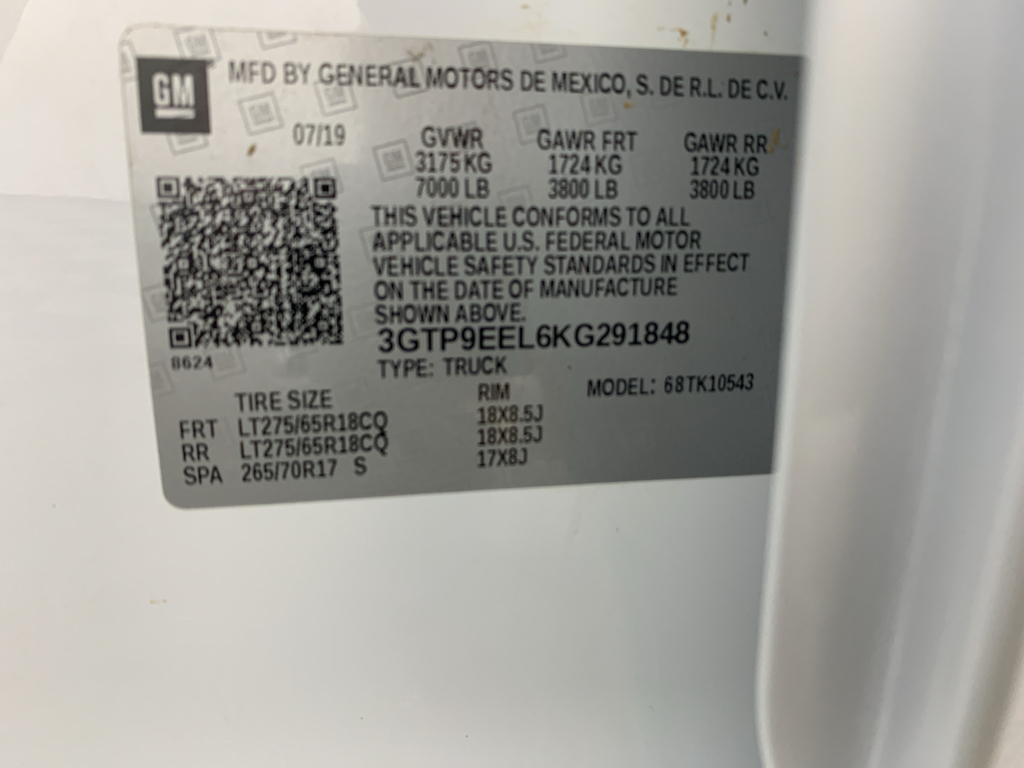 GM
MFD BY GENERAL MOTORS DE MEXICO, S. DE R.L. DE C.V.
07/19 GVWR GAWR FRT GAWR RR
3175 KG 1724 KG 1724 KG
7000 LB 3800 LB 3800 LB
THIS VEHICLE CONFORMS TO ALL
APPLICABLE U.S. FEDERAL MOTOR
VEHICLE SAFETY STANDARDS IN EFFECT
ON THE DATE OF MANUFACTURE
SHOWN ABOVE.
3GTP9EEL6KG291848
8624
TYPE: TRUCK MODEL: 68TK10543
TIRE SIZE RIM
FRT LT275/65R18CQ 18X8.5J
RR LT275/65R18CQ 18X8.5J
SPA 265/70R17 S 17X8J